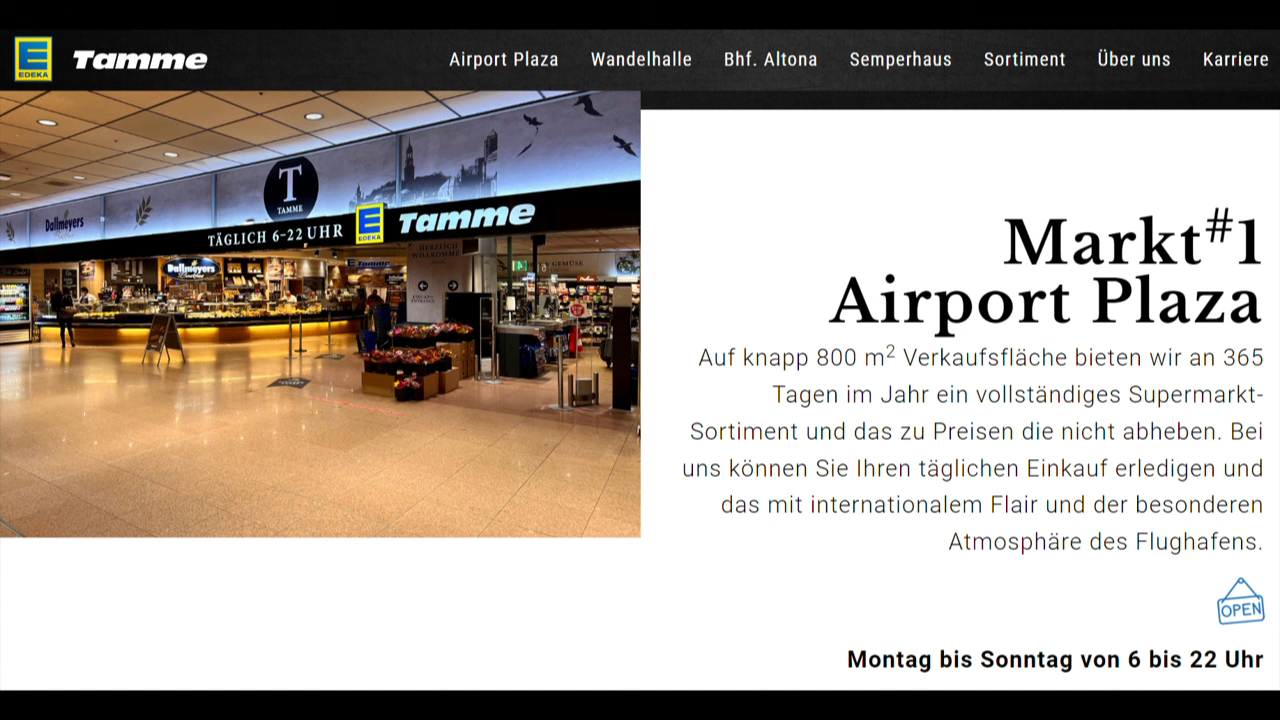 EDEKA
Tamme
Airport Plaza
Wandelhalle
Bhf. Altona
Semperhaus
Sortiment
Über uns
Karriere
T
TAMME
Dallmeyers
TÄGLICH 6-22 UHR
EDEKA
Tamme
HERZLICH
WILLKOMMEN
Dallmeyers
Markt#1
Airport Plaza
Auf knapp 800 m² Verkaufsfläche bieten wir an 365
Tagen im Jahr ein vollständiges Supermarkt-
Sortiment und das zu Preisen die nicht abheben. Bei
uns können Sie Ihren täglichen Einkauf erledigen und
das mit internationalem Flair und der besonderen
Atmosphäre des Flughafens.
OPEN
Montag bis Sonntag von 6 bis 22 Uhr